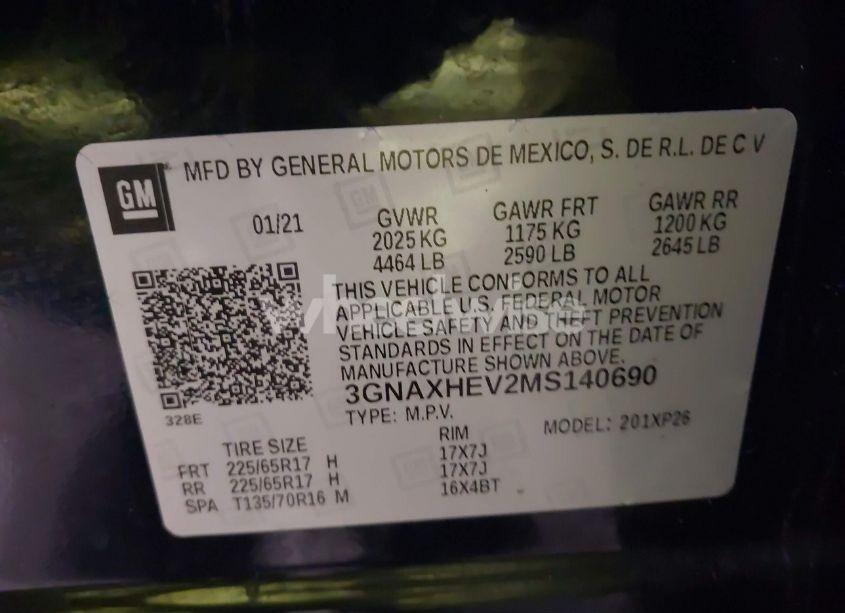 GM
MFD BY GENERAL MOTORS DE MEXICO, S. DE R.L. DE C V
01/21
GVWR GAWR FRT GAWR RR
2025 KG 1175 KG 1200 KG
4464 LB 2590 LB 2645 LB
THIS VEHICLE CONFORMS TO ALL
APPLICABLE U.S. FEDERAL MOTOR
VEHICLE SAFETY AND THEFT PREVENTION
STANDARDS IN EFFECT ON THE DATE OF
MANUFACTURE SHOWN ABOVE.
3GNAXHEV2MS140690
328E
TYPE: M.P.V. MODEL: 201XP26
TIRE SIZE RIM
FRT 225/65R17 H 17X7J
RR 225/65R17 H 17X7J
SPA T135/70R16 M 16X4BT